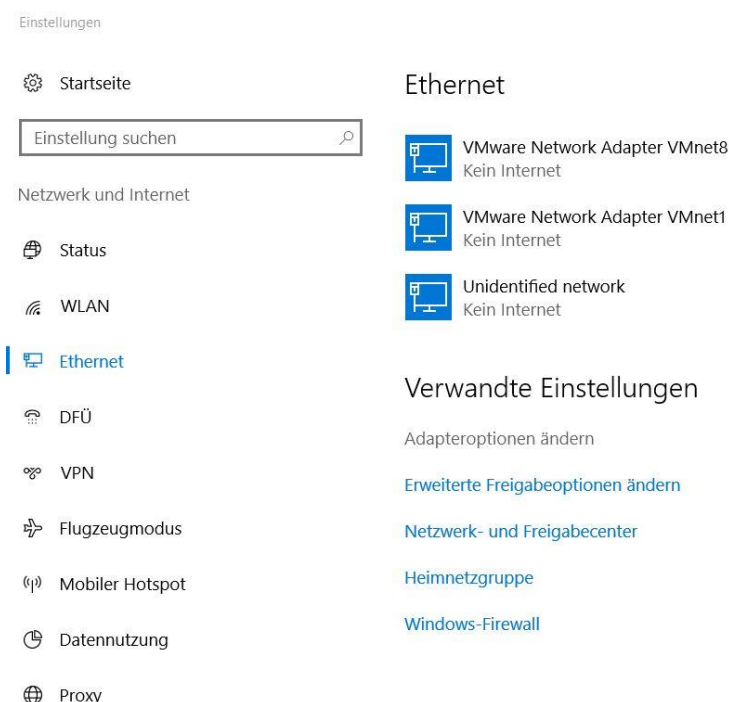 Einstellungen
Startseite
Einstellung suchen
Netzwerk und Internet
Status
WLAN
Ethernet
DFÜ
VPN
Flugzeugmodus
Mobiler Hotspot
Datennutzung
Proxy
Ethernet
VMware Network Adapter VMnet8
Kein Internet
VMware Network Adapter VMnet1
Kein Internet
Unidentified network
Kein Internet
Verwandte Einstellungen
Adapteroptionen ändern
Erweiterte Freigabeoptionen ändern
Netzwerk- und Freigabecenter
Heimnetzgruppe
Windows-Firewall